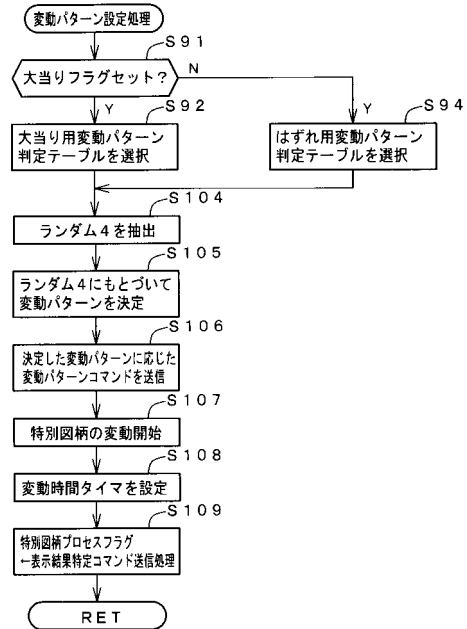 変動パターン設定処理
S91
大当りフラグセット?
N
Y
S92
Y
S94
大当り用変動パターン
判定テーブルを選択
はずれ用変動パターン
判定テーブルを選択
S104
ランダム4を抽出
S105
ランダム4にもとづいて
変動パターンを決定
S106
決定した変動パターンに応じた
変動パターンコマンドを送信
S107
特別図柄の変動開始
S108
変動時間タイマを設定
S109
特別図柄プロセスフラグ
←表示結果特定コマンド送信処理
RET